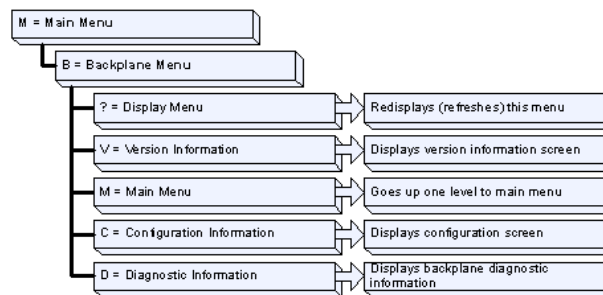 M = Main Menu
B = Backplane Menu
? = Display Menu
Redisplays (refreshes) this menu
V = Version Information
Displays version information screen
M = Main Menu
Goes up one level to main menu
C = Configuration Information
Displays configuration screen
D = Diagnostic Information
Displays backplane diagnostic
information